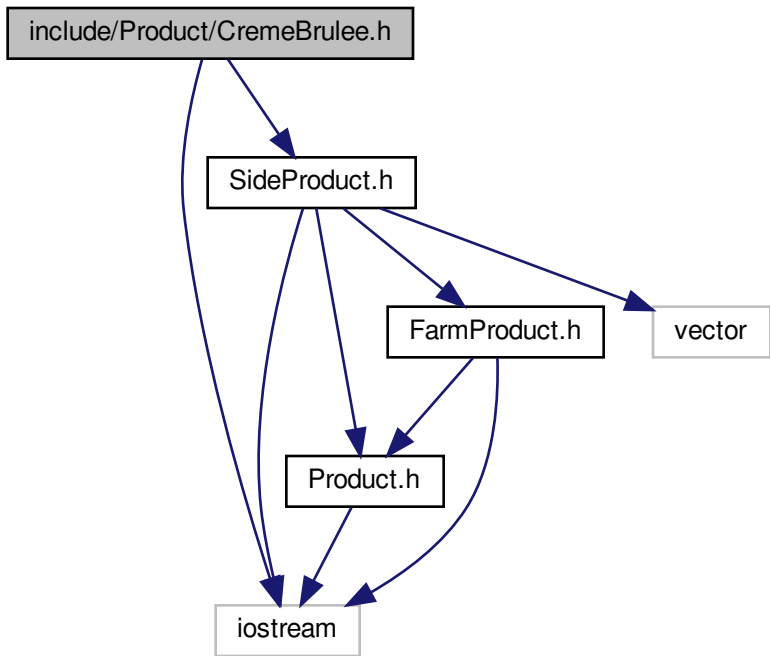 include/Product/CremeBrulee.h
SideProduct.h
FarmProduct.h
vector
Product.h
iostream